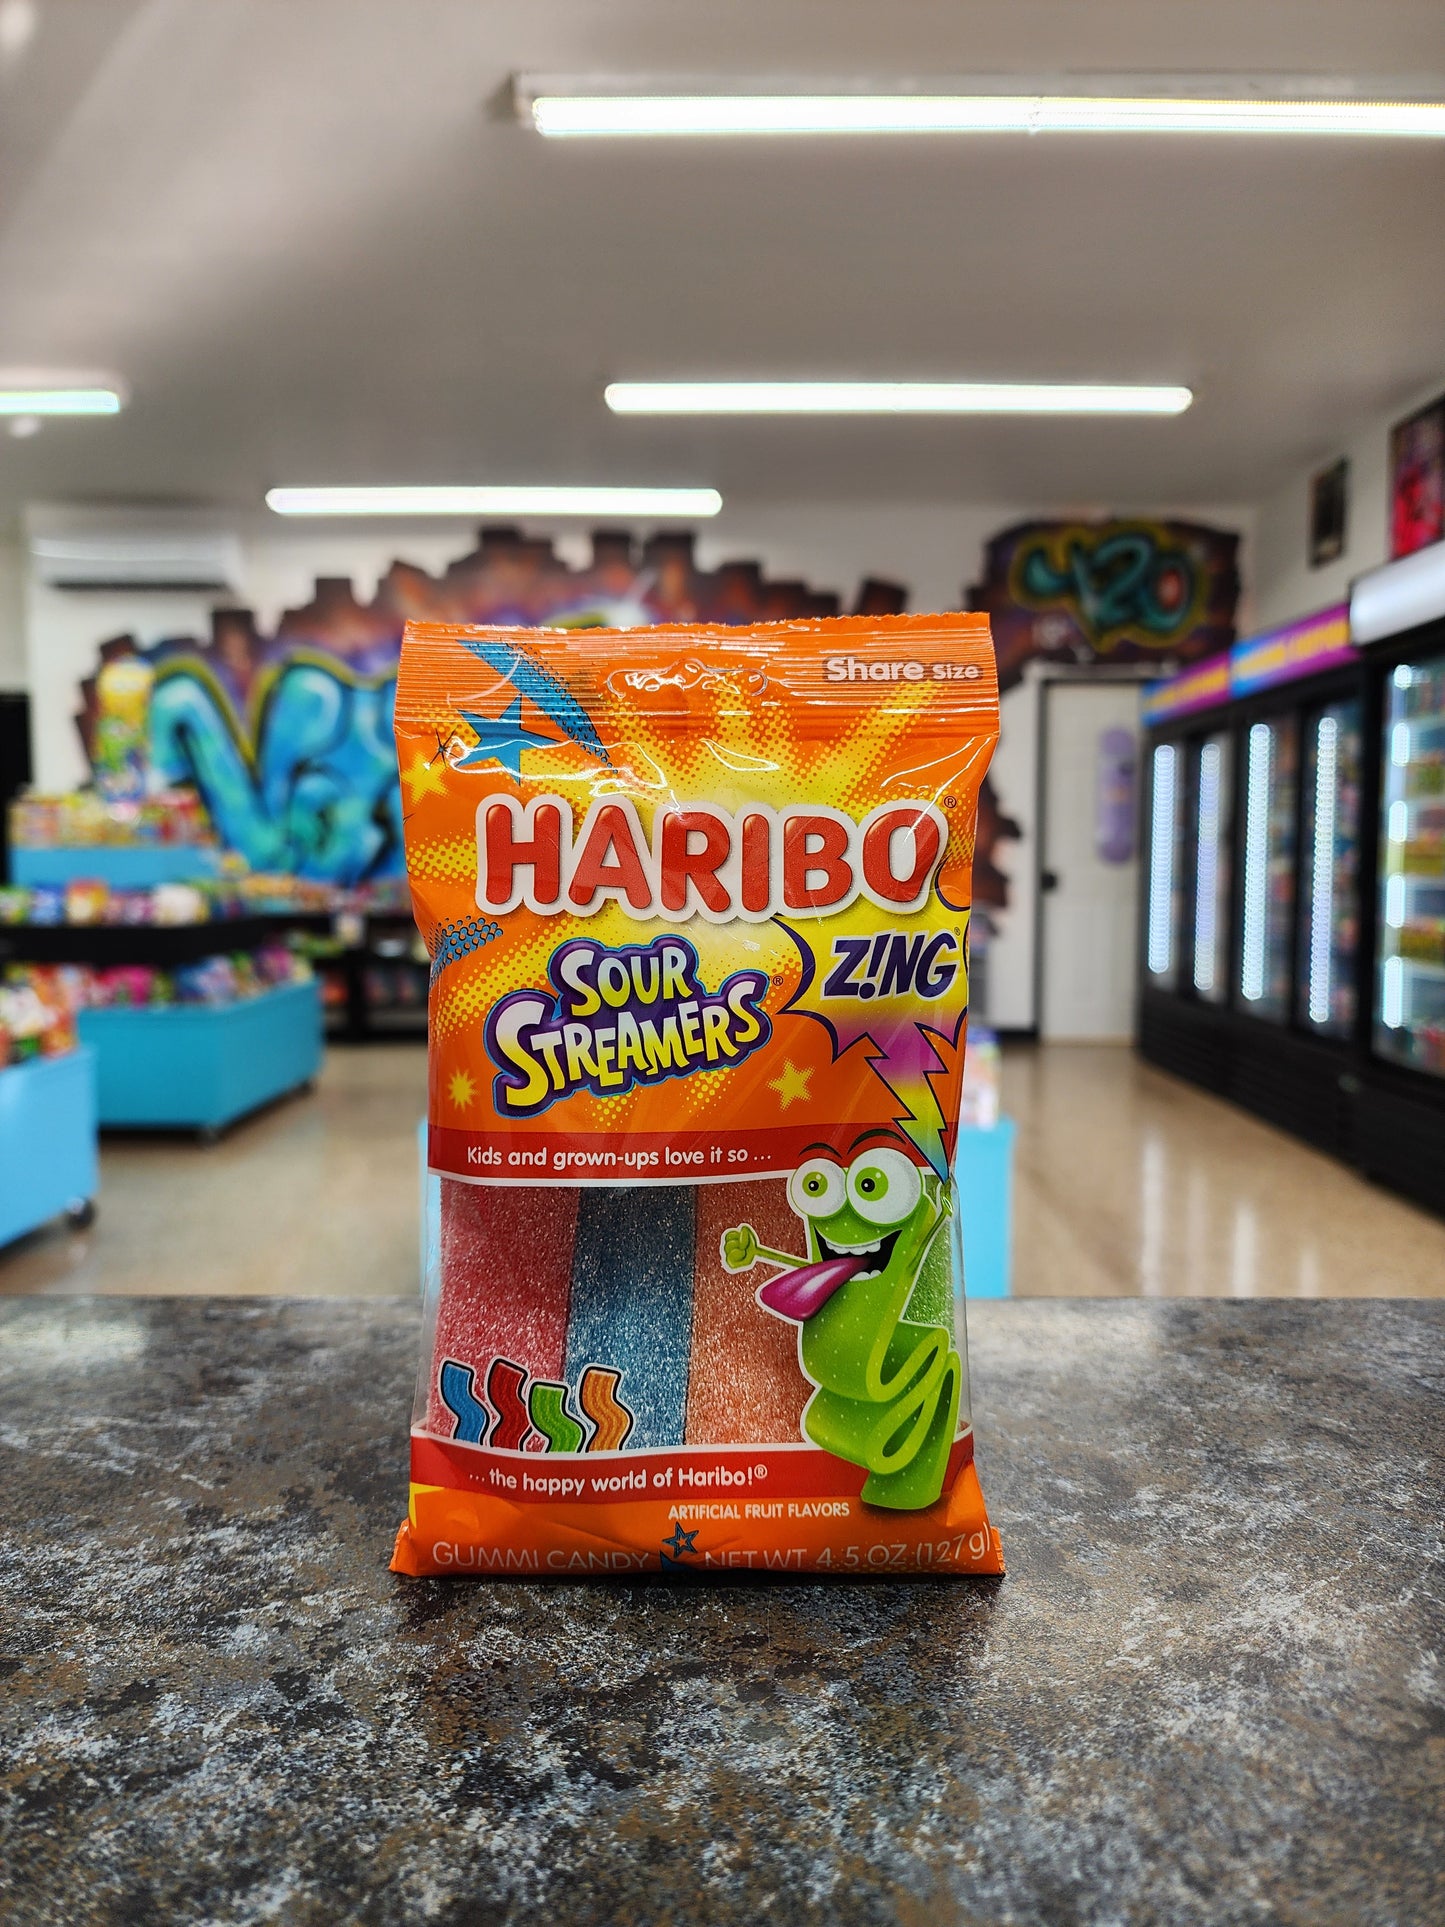 420
Share Size
HARIBO®
SOUR
STREAMERS®
Z!NG®
Kids and grown-ups love it so ...
... the happy world of Haribo!®
ARTIFICIAL FRUIT FLAVORS
GUMMI CANDY NET WT. 4.5 OZ.(127g)